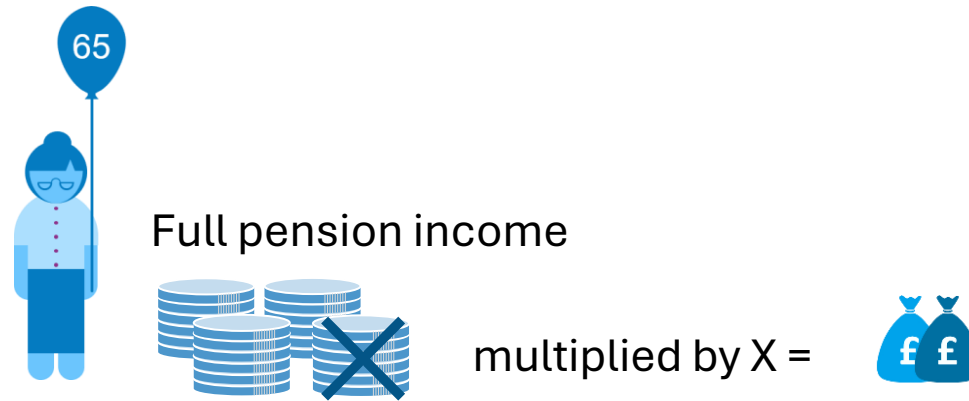 65
Full pension income
multiplied by X =
£ £